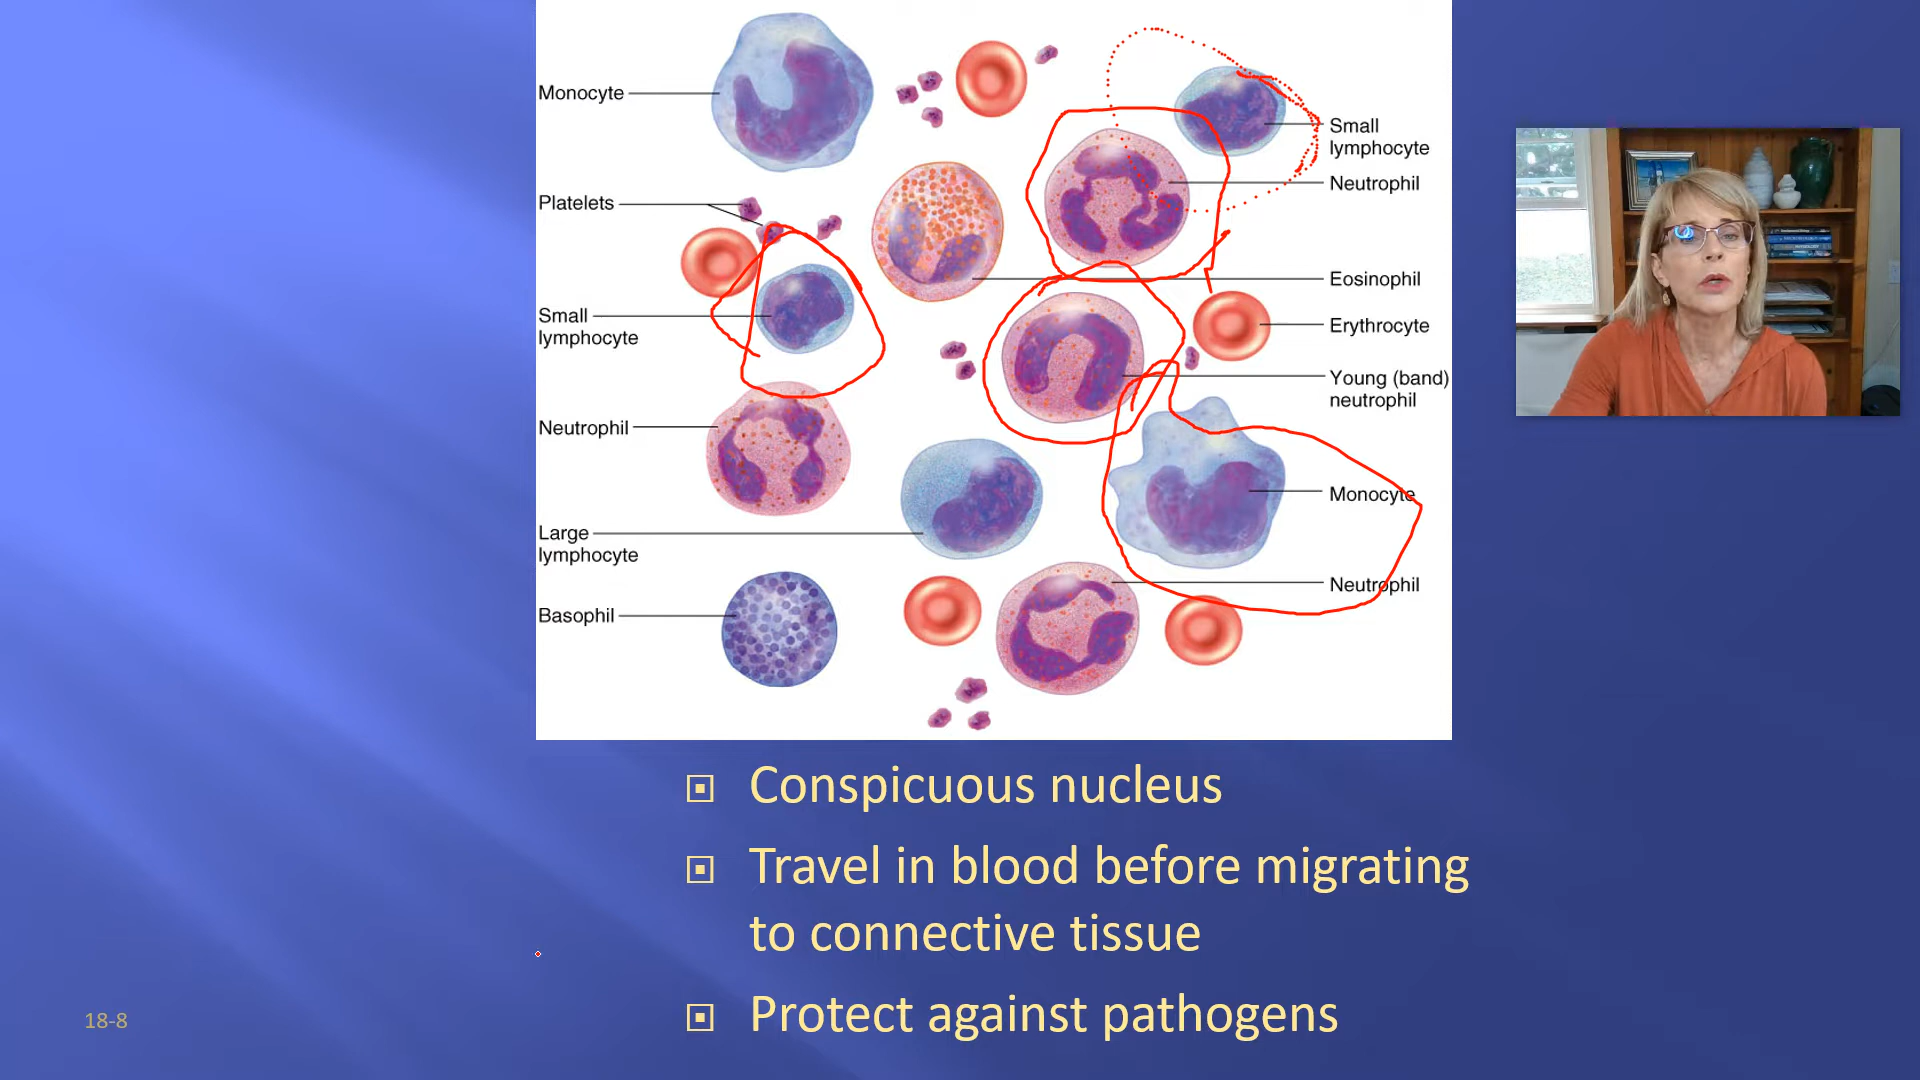 Monocyte
Platelets
Small
lymphocyte
Neutrophil
Large
lymphocyte
Basophil
Small
lymphocyte
Neutrophil
Eosinophil
Erythrocyte
Young (band)
neutrophil
Monocyte
Neutrophil
Conspicuous nucleus
Travel in blood before migrating
to connective tissue
Protect against pathogens
18-8